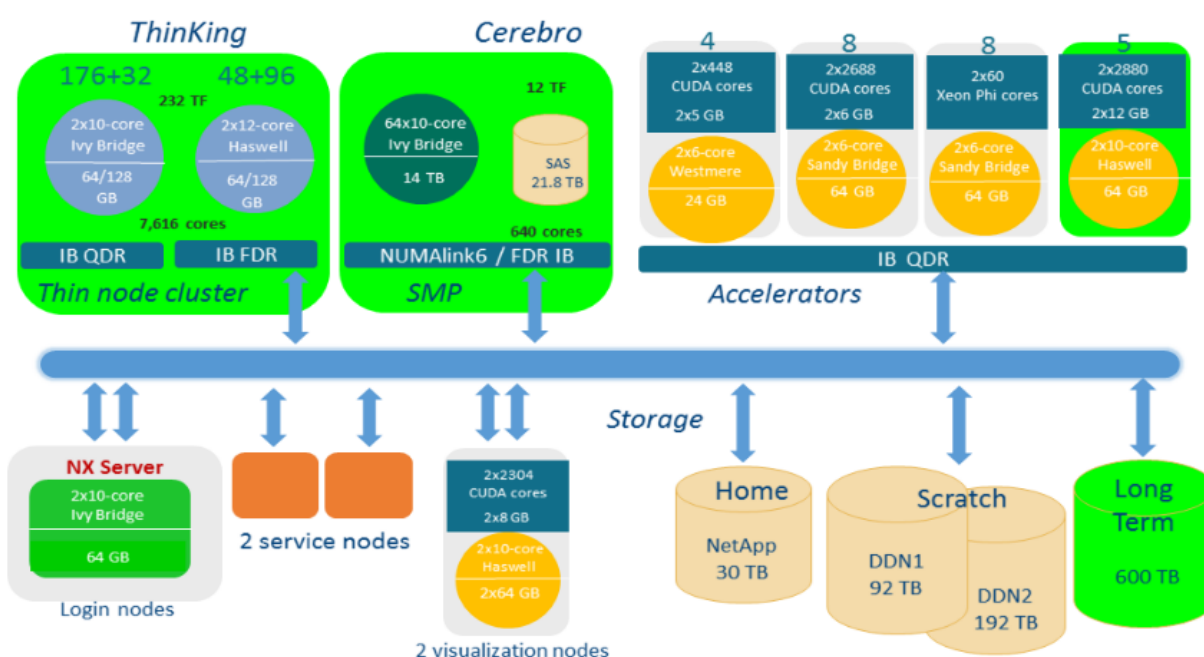 ThinKing
176+32
48+96
232 TF
2x10-core
Ivy Bridge
64/128
GB
2x12-core
Haswell
64/128
GB
7,616 cores
IB QDR
IB FDR
Thin node cluster
Cerebro
12 TF
64x10-core
Ivy Bridge
14 TB
SAS
21.8 TB
640 cores
NUMAlink6 / FDR IB
SMP
4
2x448
CUDA cores
2x5 GB
2x6-core
Westmere
24 GB
8
2x2688
CUDA cores
2x6 GB
2x6-core
Sandy Bridge
64 GB
8
2x60
Xeon Phi cores
2x6-core
Sandy Bridge
64 GB
5
2x2880
CUDA cores
2x12 GB
2x10-core
Haswell
64 GB
IB QDR
Accelerators
NX Server
2x10-core
Ivy Bridge
64 GB
Login nodes
2 service nodes
2x2304
CUDA cores
2x8 GB
2x10-core
Haswell
2x64 GB
2 visualization nodes
Storage
Home
NetApp
30 TB
Scratch
DDN1
92 TB
DDN2
192 TB
Long
Term
600 TB